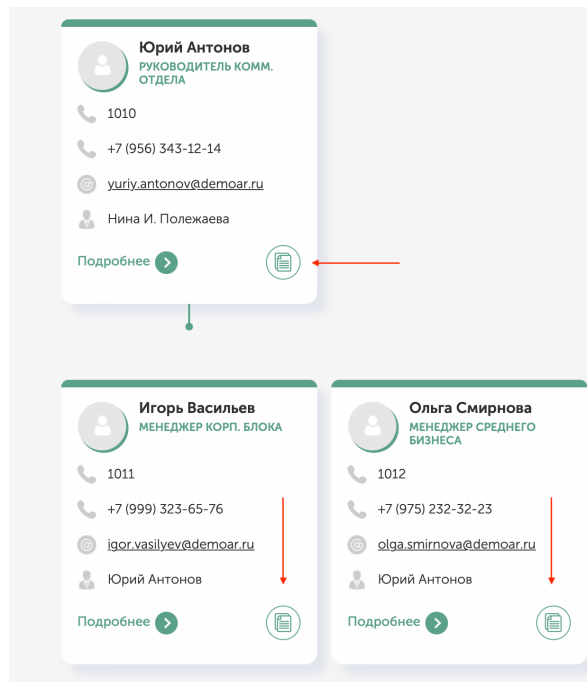 Юрий Антонов
РУКОВОДИТЕЛЬ КОММ.
ОТДЕЛА
1010
+7 (956) 343-12-14
yuriy.antonov@demoar.ru
Нина И. Полежаева
Подробнее
Игорь Васильев
МЕНЕДЖЕР КОРП. БЛОКА
1011
+7 (999) 323-65-76
igor.vasilyev@demoar.ru
Юрий Антонов
Подробнее
Ольга Смирнова
МЕНЕДЖЕР СРЕДНЕГО
БИЗНЕСА
1012
+7 (975) 232-32-23
olga.smirnova@demoar.ru
Юрий Антонов
Подробнее